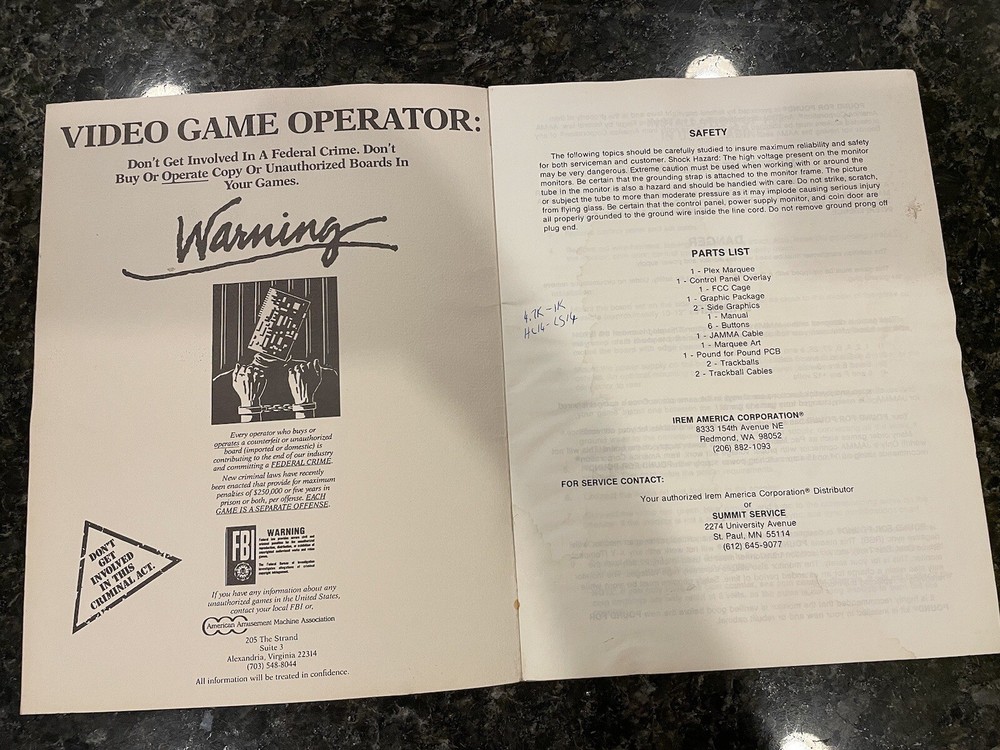 VIDEO GAME OPERATOR:
Don't Get Involved In A Federal Crime. Don't
Buy Or Operate Copy Or Unauthorized Boards In
Your Games.
Warning
Every operator who buys or
operates a counterfeit or unauthorized
board (imported or domestic) is
contributing to the end of our industry
and committing a FEDERAL CRIME.
New criminal laws have recently
been enacted that provide for maximum
penalties of $250,000 or five years in
prison or both, per offense. EACH
GAME IS A SEPARATE OFFENSE.
DON'T
GET
INVOLVED
IN THIS
CRIMINAL ACT.
FBI
WARNING
If you have any information about any
unauthorized games in the United States,
contact your local FBI or,
American Amusement Machine Association
205 The Strand
Suite 3
Alexandria, Virginia 22314
(703) 548-8044
All information will be treated in confidence.
SAFETY
The following topics should be carefully studied to insure maximum reliability and safety
for both serviceman and customer. Shock Hazard: The high voltage present on the monitor
may be very dangerous. Extreme caution must be used when working with or around the
monitors. Be certain that the grounding strap is attached to the monitor frame. The picture
tube in the monitor is also a hazard and should be handled with care. Do not strike, scratch,
or subject the tube to more than moderate pressure as it may implode causing serious injury
from flying glass. Be certain that the control panel, power supply monitor, and coin door are
all properly grounded to the ground wire inside the line cord. Do not remove ground prong off
plug end.
PARTS LIST
1 - Plex Marquee
1 - Control Panel Overlay
1 - FCC Cage
1 - Graphic Package
2 - Side Graphics
1 - Manual
6 - Buttons
1 - JAMMA Cable
1 - Marquee Art
1 - Pound for Pound PCB
2 - Trackballs
2 - Trackball Cables
4.7K - 1K
HC14 - LS14
IREM AMERICA CORPORATION®
8333 154th Avenue NE
Redmond, WA 98052
(206) 882-1093
FOR SERVICE CONTACT:
Your authorized Irem America Corporation® Distributor
or
SUMMIT SERVICE
2274 University Avenue
St. Paul, MN 55114
(612) 645-9077